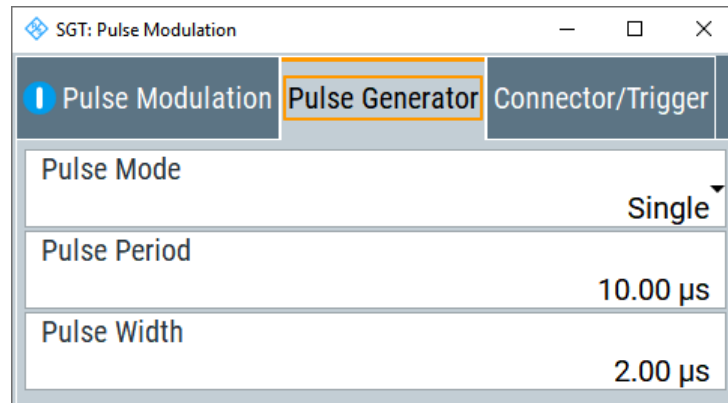 SGT: Pulse Modulation
Pulse Modulation Pulse Generator Connector/Trigger
Pulse Mode
Single
Pulse Period
10.00 µs
Pulse Width
2.00 µs